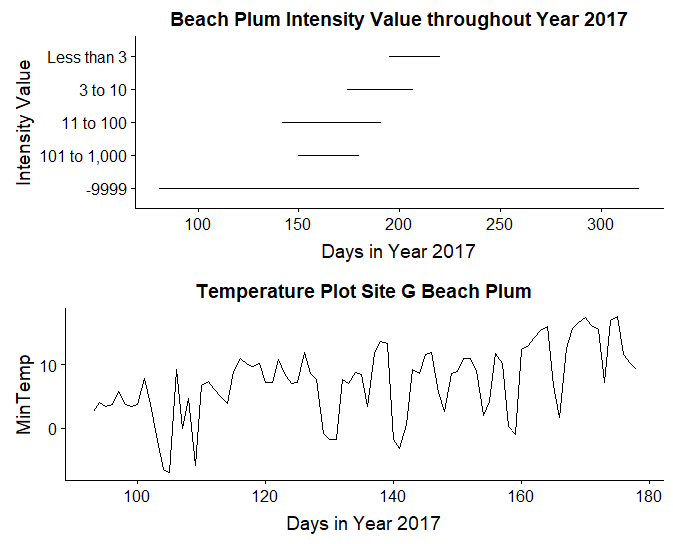 Beach Plum Intensity Value throughout Year 2017
Intensity Value
Less than 3
3 to 10
11 to 100
101 to 1,000
-9999
100 150 200 250 300
Days in Year 2017
Temperature Plot Site G Beach Plum
MinTemp
10
0
100 120 140 160 180
Days in Year 2017